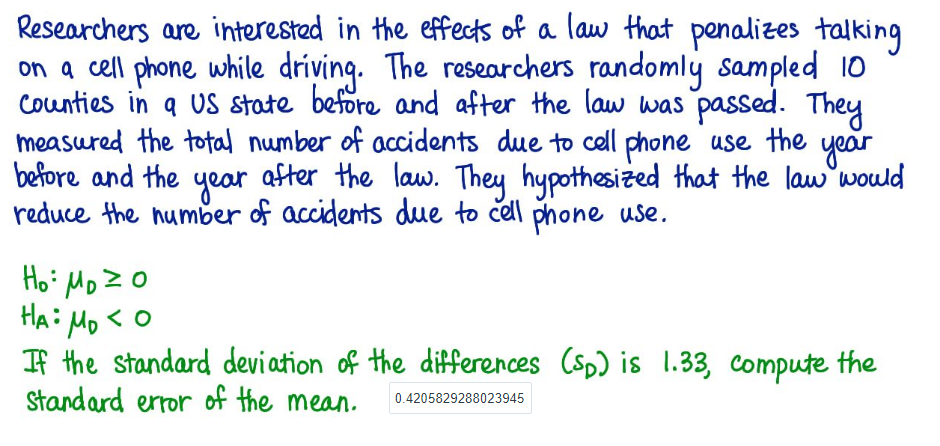 Researchers are interested in the effects of a law that penalizes talking
on a cell phone while driving. The researchers randomly sampled 10
Counties in a US state before and after the law was passed. They
measured the total number of accidents due to cell phone use the year
before and the year after the law. They hypothesized that the law would
reduce the number of accidents due to cell phone use.
H₀: μ_D ≥ 0
H_A: μ_D < 0
If the standard deviation of the differences (S_D) is 1.33, compute the
Standard error of the mean. 0.4205829288023945